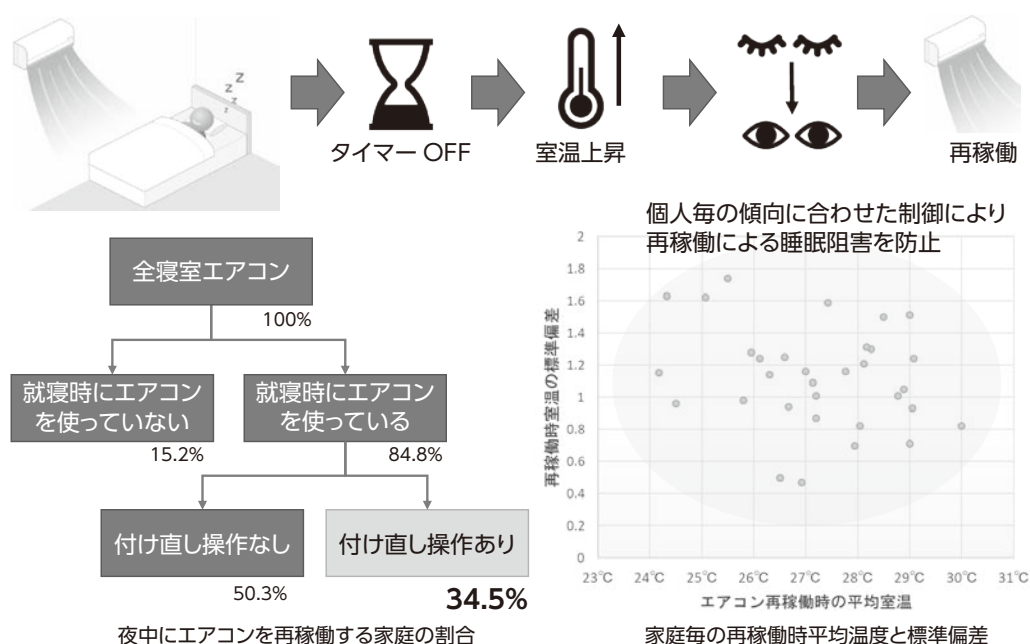 z
z
z
z
タイマー OFF
室温上昇
再稼働
個人毎の傾向に合わせた制御により
再稼働による睡眠阻害を防止
全寝室エアコン
100%
就寝時にエアコン
を使っていない
15.2%
就寝時にエアコン
を使っている
84.8%
付け直し操作なし
50.3%
付け直し操作あり
34.5%
夜中にエアコンを再稼働する家庭の割合
再稼働時室温の標準偏差
2
1.8
1.6
1.4
1.2
1
0.8
0.6
0.4
0.2
0
23℃ 24℃ 25℃ 26℃ 27℃ 28℃ 29℃ 30℃ 31℃
エアコン再稼働時の平均室温
家庭毎の再稼働時平均温度と標準偏差